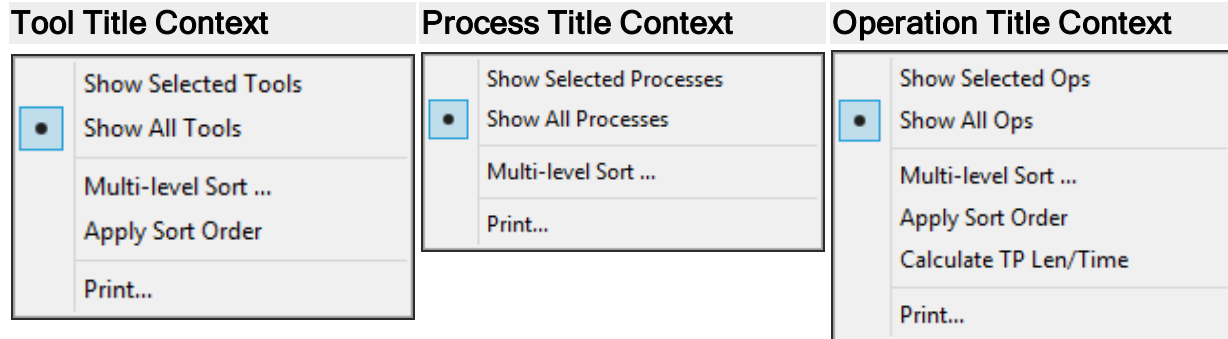 Tool Title Context
Show Selected Tools
Show All Tools
Multi-level Sort ...
Apply Sort Order
Print...
Process Title Context
Show Selected Processes
Show All Processes
Multi-level Sort ...
Print...
Operation Title Context
Show Selected Ops
Show All Ops
Multi-level Sort ...
Apply Sort Order
Calculate TP Len/Time
Print...